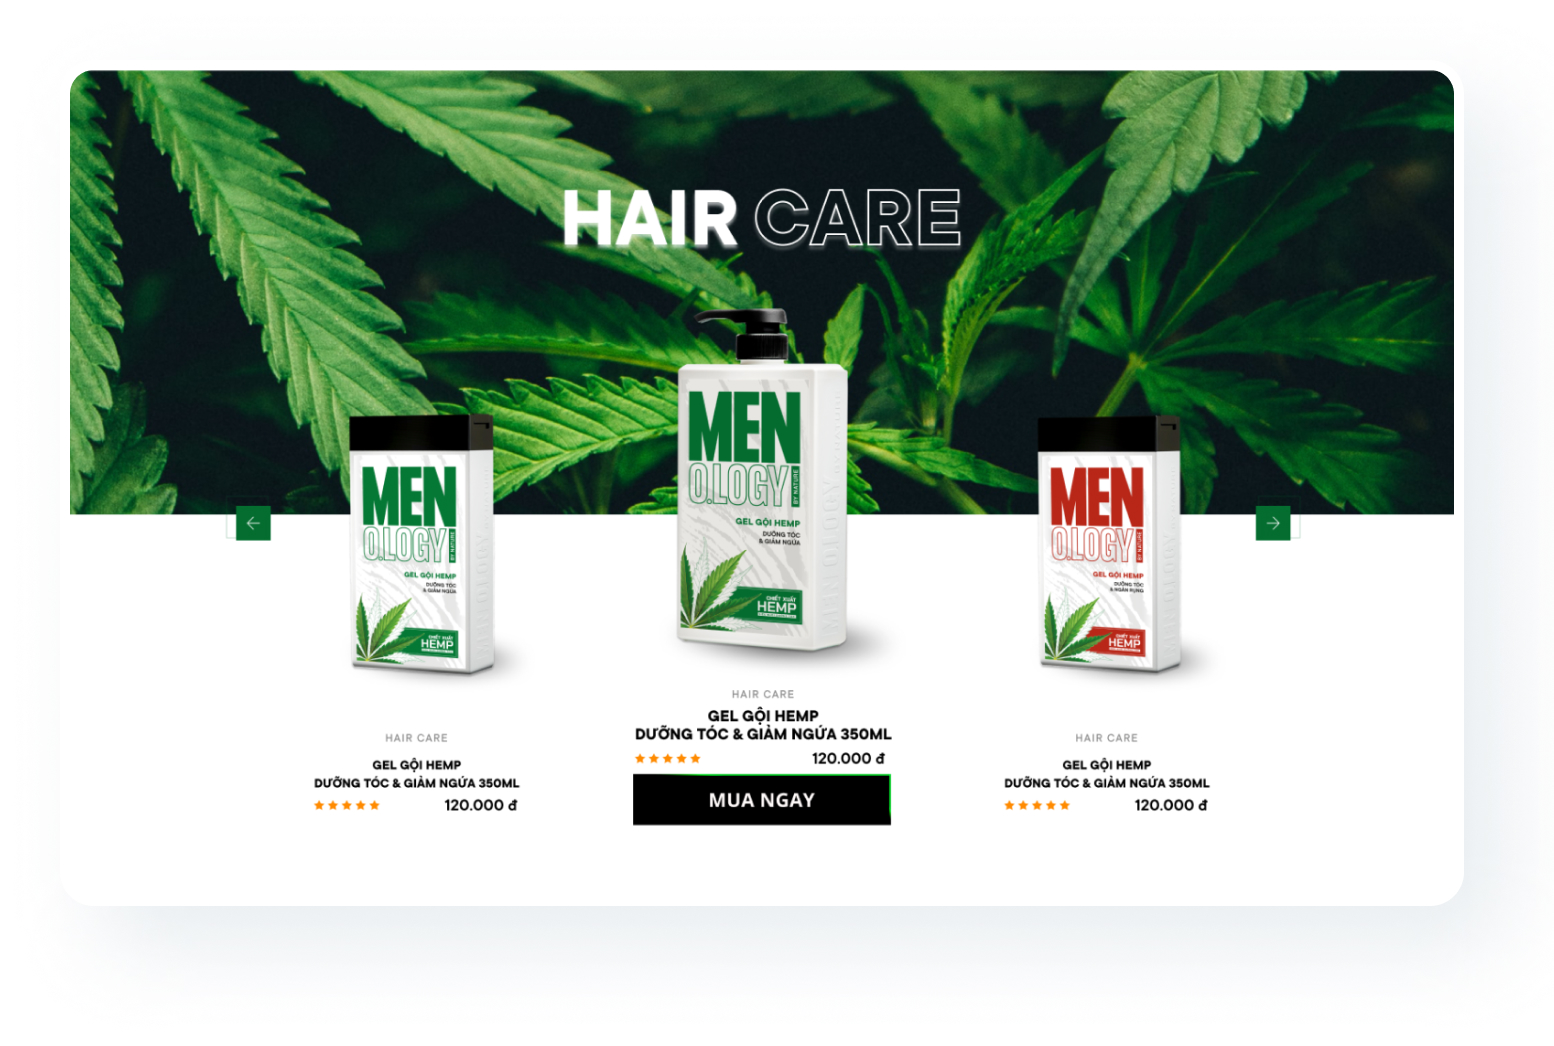 HAIR CARE
MEN
O.LOGY
BY NATURE
GEL GỘI HEMP
DƯỠNG TÓC
& GIẢM NGỨA
CHIẾT XUẤT
HEMP
HAIR CARE
GEL GỘI HEMP
DƯỠNG TÓC & GIẢM NGỨA 350ML
120.000 đ
MEN
O.LOGY
BY NATURE
GEL GỘI HEMP
DƯỠNG TÓC
& GIẢM NGỨA
CHIẾT XUẤT
HEMP
HAIR CARE
GEL GỘI HEMP
DƯỠNG TÓC & GIẢM NGỨA 350ML
120.000 đ
MUA NGAY
MEN
O.LOGY
BY NATURE
GEL GỘI HEMP
DƯỠNG TÓC
& NGĂN RỤNG
CHIẾT XUẤT
HEMP
HAIR CARE
GEL GỘI HEMP
DƯỠNG TÓC & GIẢM NGỨA 350ML
120.000 đ